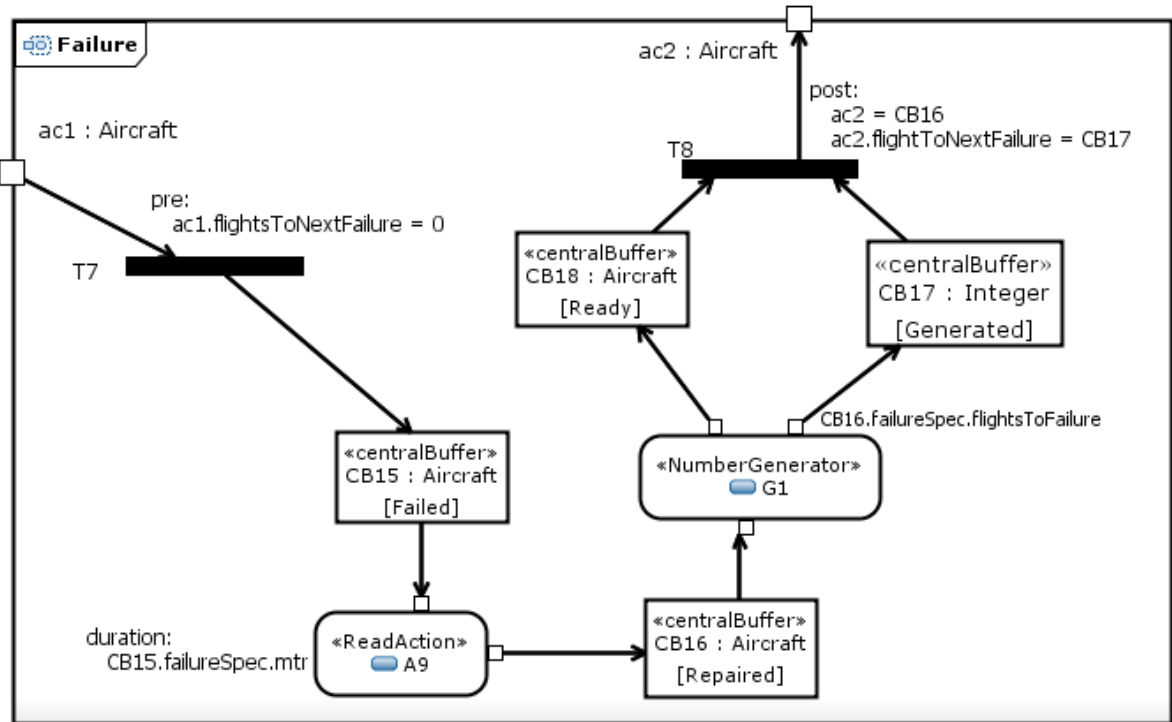 Failure
ac2 : Aircraft
post:
ac2 = CB16
ac2.flightToNextFailure = CB17
ac1 : Aircraft
T8
pre:
ac1.flightsToNextFailure = 0
T7
«centralBuffer»
CB18 : Aircraft
[Ready]
«centralBuffer»
CB17 : Integer
[Generated]
CB16.failureSpec.flightsToFailure
«centralBuffer»
CB15 : Aircraft
[Failed]
«NumberGenerator»
G1
duration:
CB15.failureSpec.mtr
«ReadAction»
A9
«centralBuffer»
CB16 : Aircraft
[Repaired]